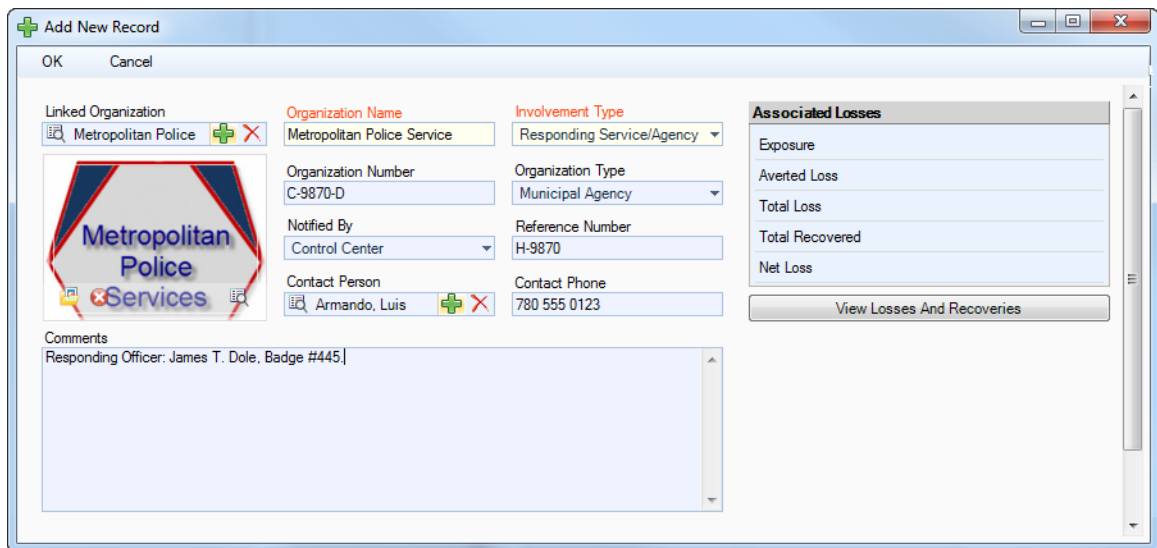 Add New Record
OK Cancel
Linked Organization
Metropolitan Police
Organization Name
Metropolitan Police Service
Involvement Type
Responding Service/Agency
Metropolitan
Police
Services
Organization Number
C-9870-D
Organization Type
Municipal Agency
Notified By
Control Center
Reference Number
H-9870
Contact Person
Armando, Luis
Contact Phone
780 555 0123
Comments
Responding Officer: James T. Dole, Badge #445.
Associated Losses
Exposure
Averted Loss
Total Loss
Total Recovered
Net Loss
View Losses And Recoveries